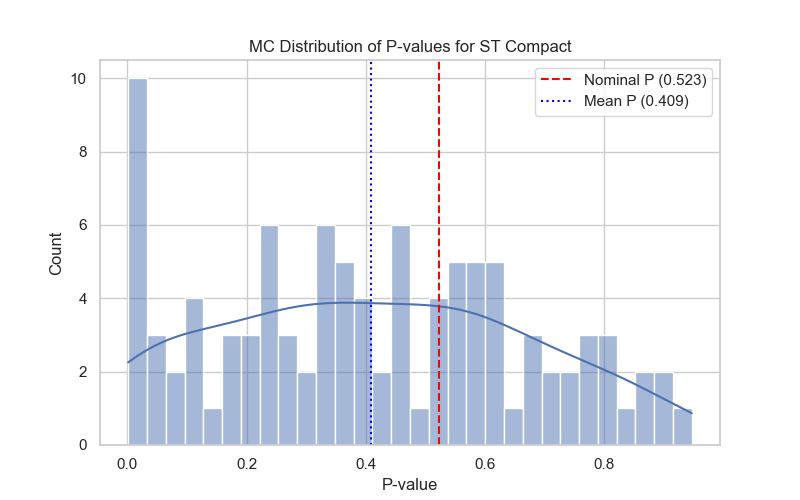 MC Distribution of P-values for ST Compact
Nominal P (0.523)
Mean P (0.409)
10
8
6
4
2
0
Count
0.0 0.2 0.4 0.6 0.8
P-value